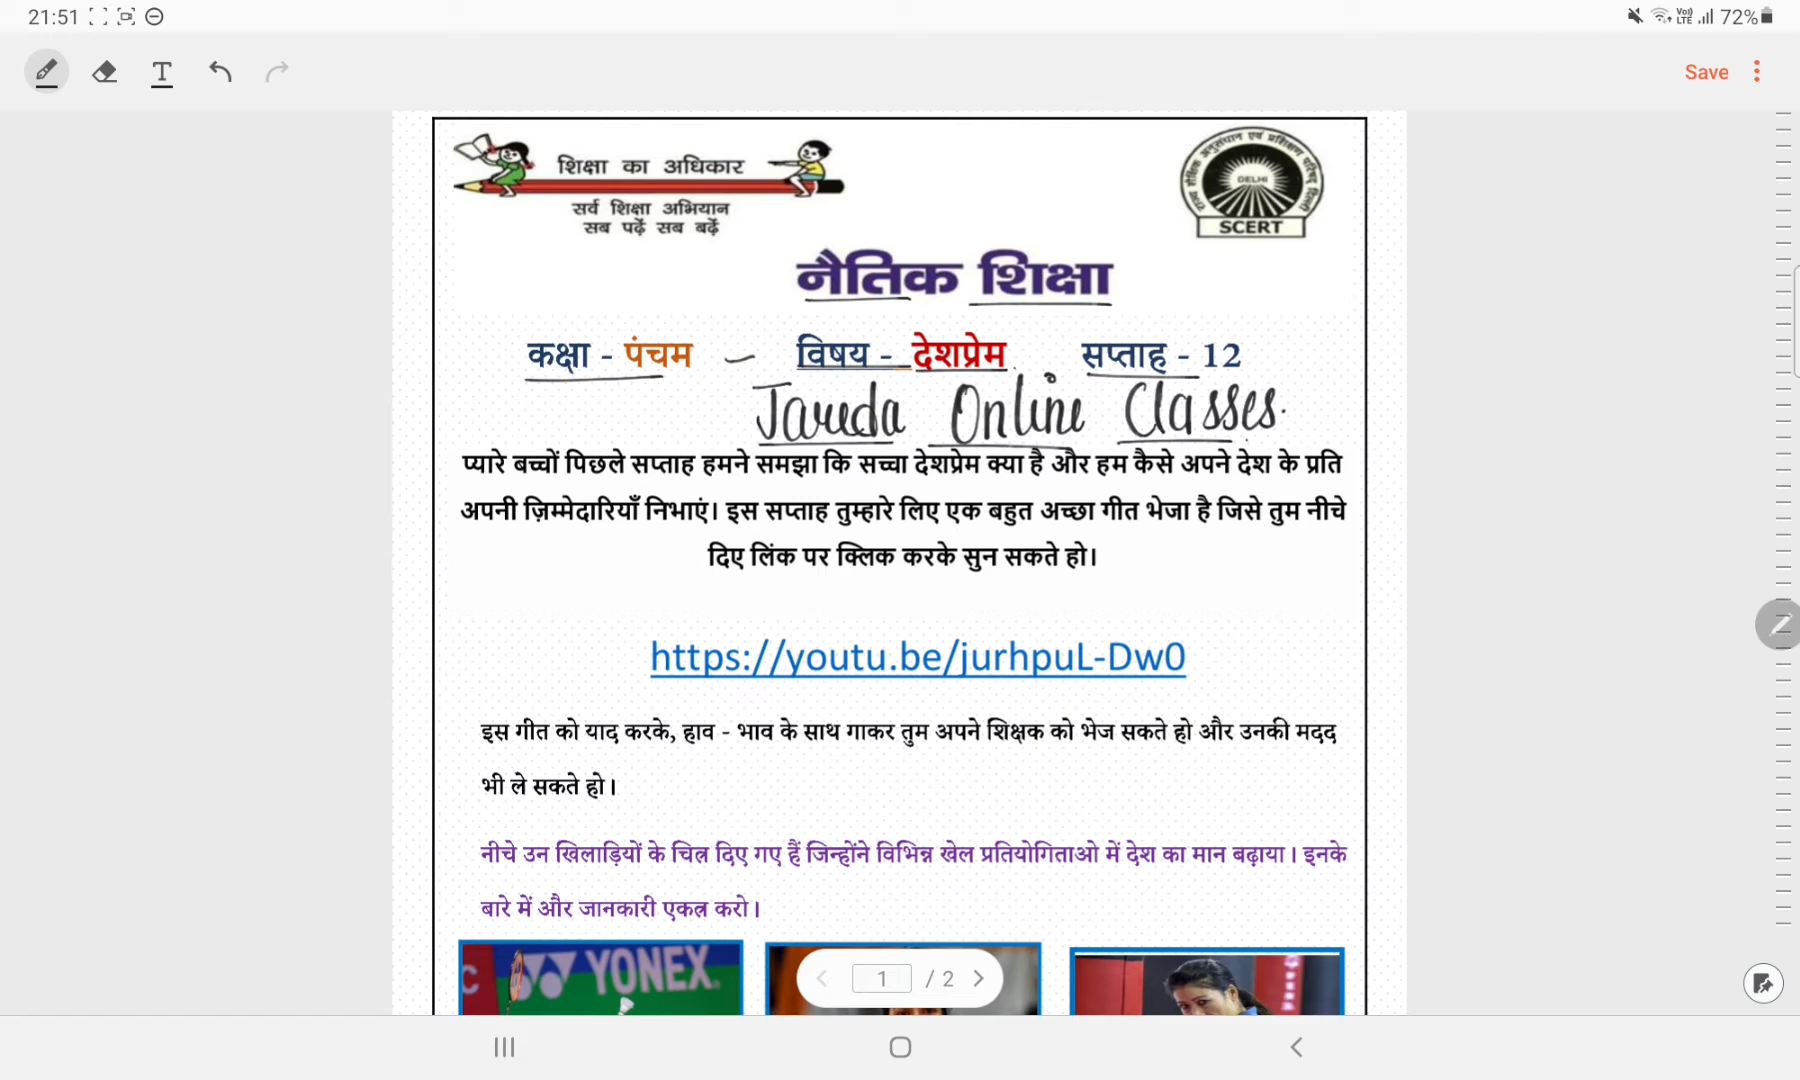 21:51
Vo)) LTE 72%
T
Save
शिक्षा का अधिकार
सर्व शिक्षा अभियान
सब पढ़ें सब बढ़ें
DELHI
SCERT
नैतिक शिक्षा
कक्षा - पंचम – विषय - देशप्रेम सप्ताह - 12
Online Classes.
प्यारे बच्चों पिछले सप्ताह हमने समझा कि सच्चा देशप्रेम क्या है और हम कैसे अपने देश के प्रति
अपनी ज़िम्मेदारियाँ निभाएं। इस सप्ताह तुम्हारे लिए एक बहुत अच्छा गीत भेजा है जिसे तुम नीचे
दिए लिंक पर क्लिक करके सुन सकते हो।
https://youtu.be/jurhpuL-Dw0
इस गीत को याद करके, हाव - भाव के साथ गाकर तुम अपने शिक्षक को भेज सकते हो और उनकी मदद
भी ले सकते हो।
नीचे उन खिलाड़ियों के चित्र दिए गए हैं जिन्होंने विभिन्न खेल प्रतियोगिताओ में देश का मान बढ़ाया। इनके
बारे में और जानकारी एकत्र करो।
C YONEX
1 / 2